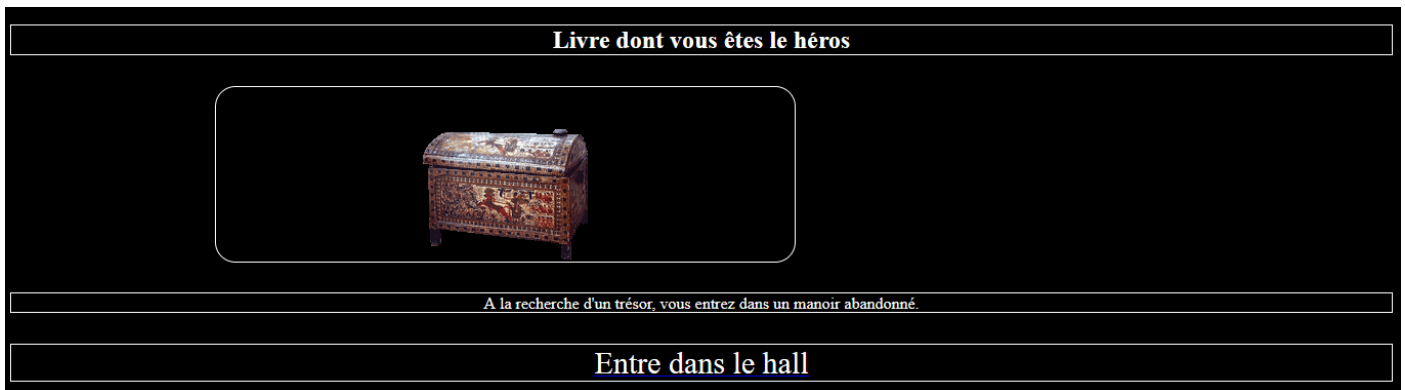 Livre dont vous êtes le héros
A la recherche d'un trésor, vous entrez dans un manoir abandonné.
Entre dans le hall